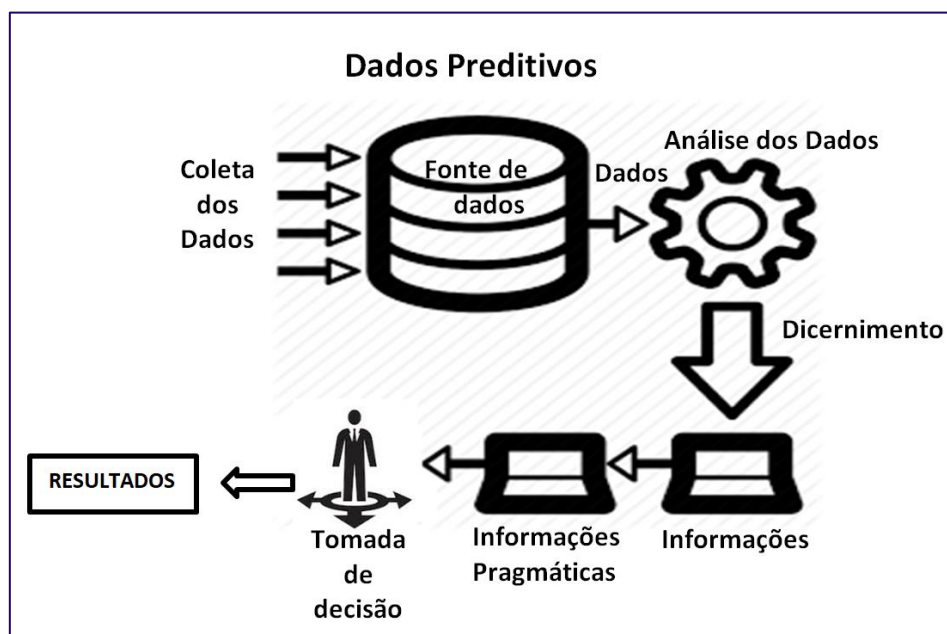 Dados Preditivos
Coleta
dos
Dados
Fonte de
dados
Dados
Análise dos Dados
Dicernimento
Informações
Informações
Pragmáticas
Tomada
de
decisão
RESULTADOS